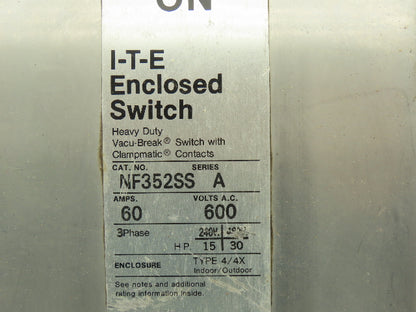 ON
I-T-E
Enclosed
Switch
Heavy Duty
Vacu-Break® Switch with
Clampmatic® Contacts
CAT. NO. SERIES
NF352SS A
AMPS. VOLTS A.C.
60 600
3Phase 240V. 480V.
H.P. 15 30
ENCLOSURE TYPE 4/4X
Indoor/Outdoor
See notes and additional
rating information inside.